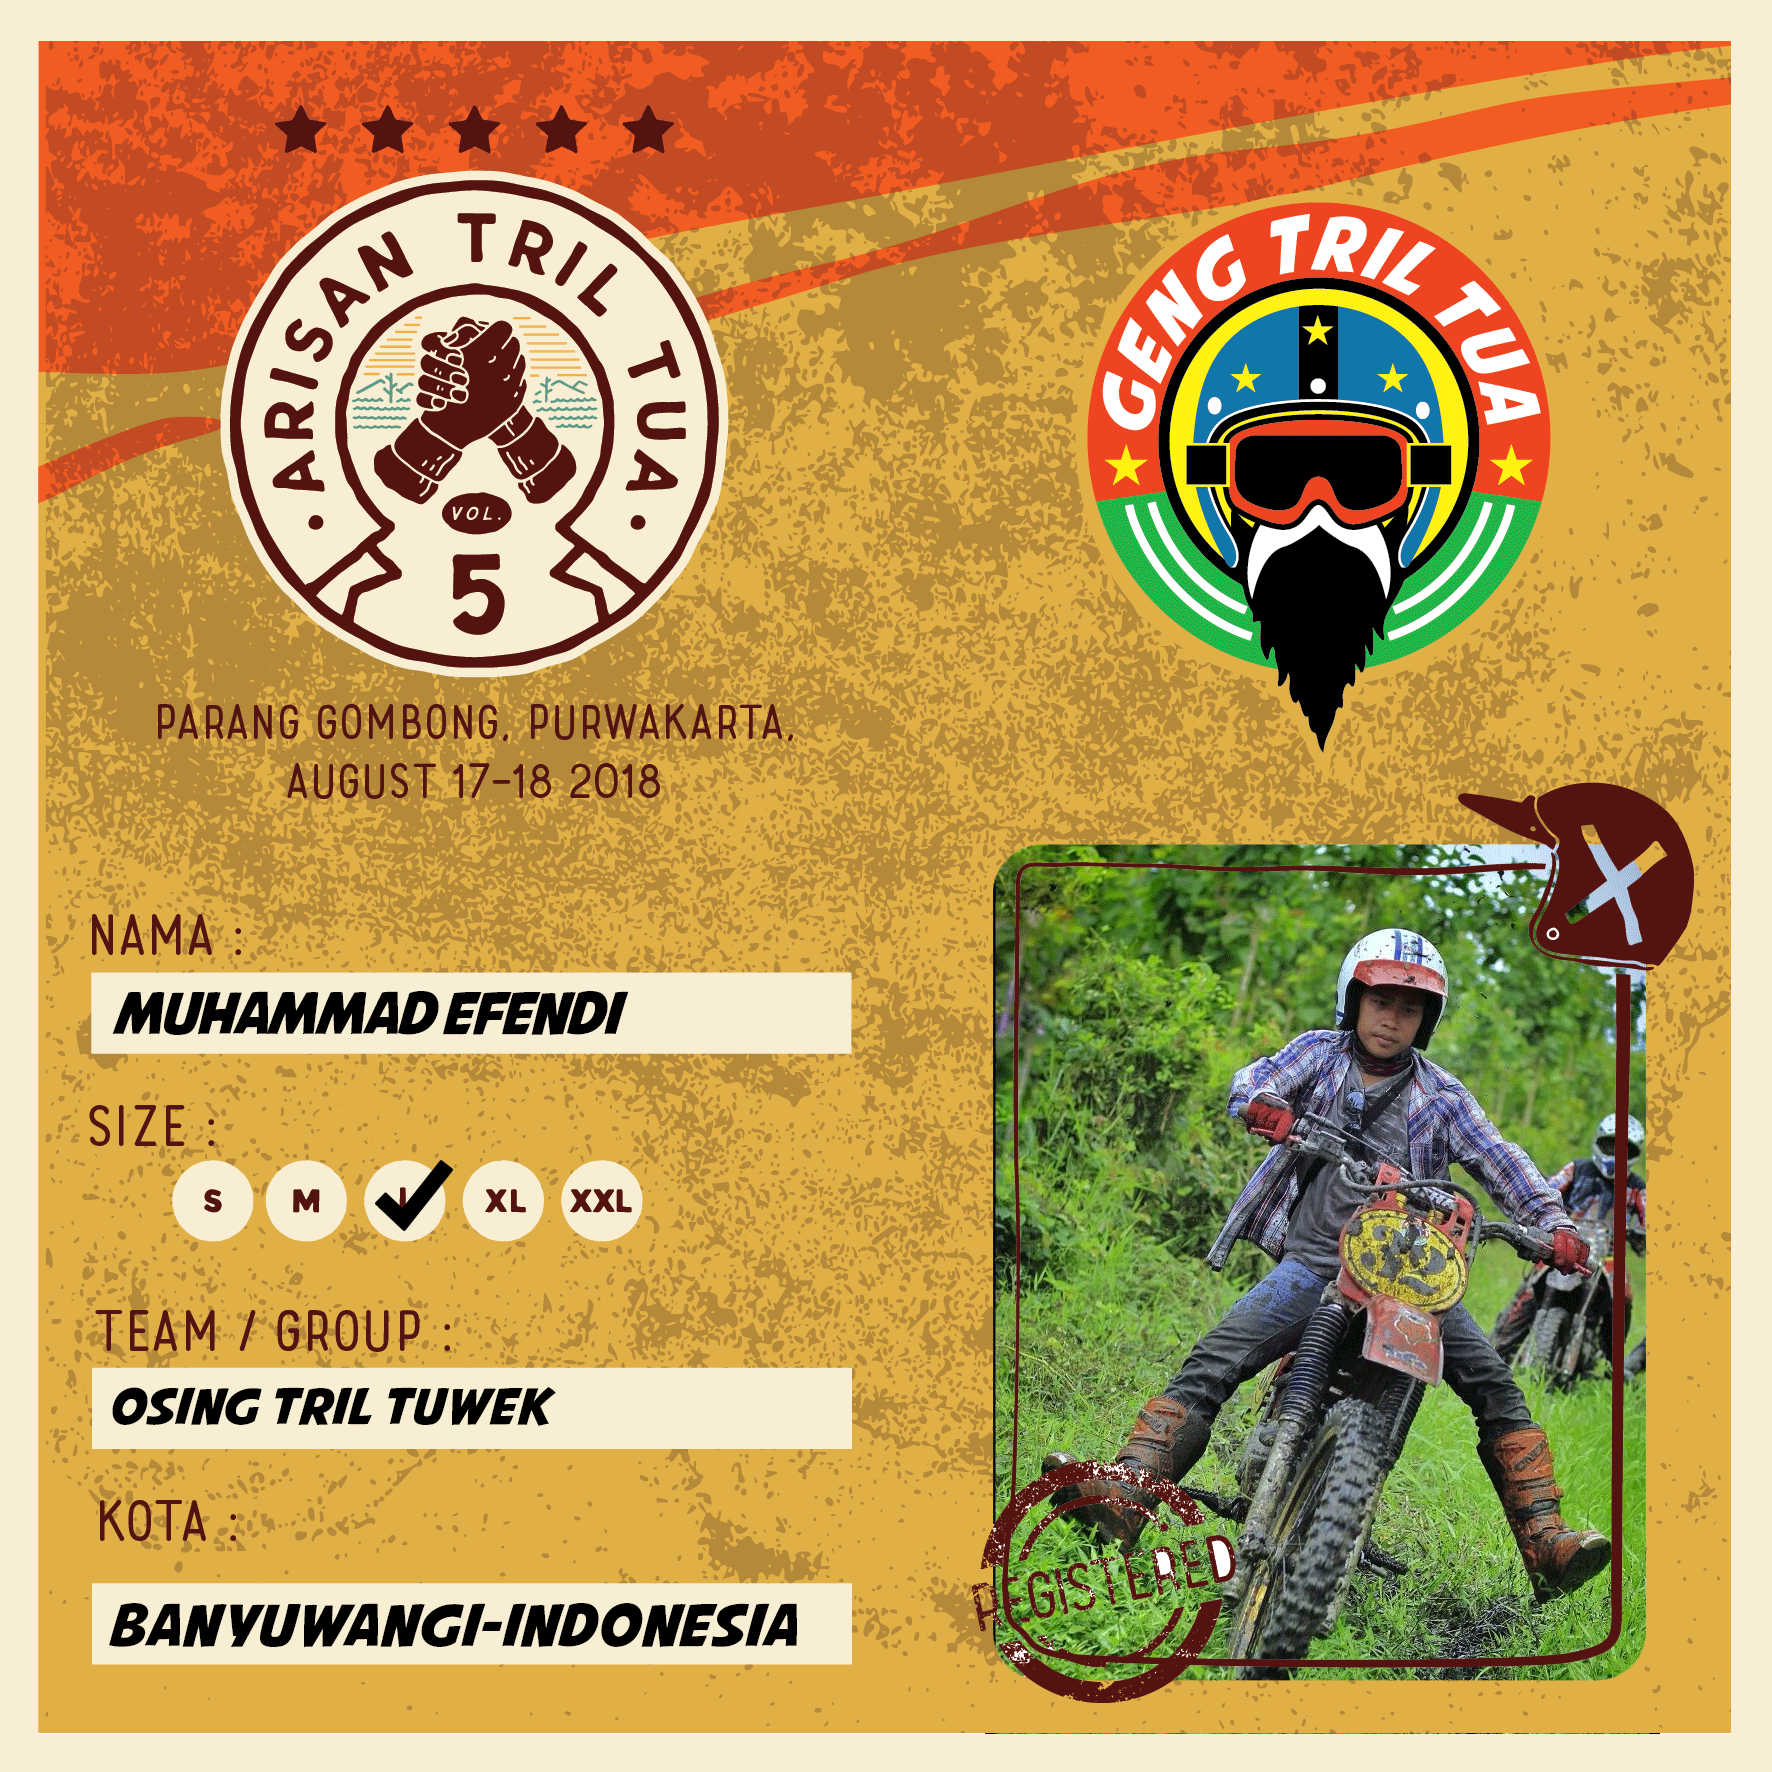 ARISAN TRIL TUA
VOL.
5
PARANG GOMBONG, PURWAKARTA,
AUGUST 17-18 2018
GENG TRIL TUA
NAMA :
MUHAMMAD EFENDI
SIZE :
S M L XL XXL
TEAM / GROUP :
OSING TRIL TUWEK
KOTA :
BANYUWANGI-INDONESIA
REGISTERED